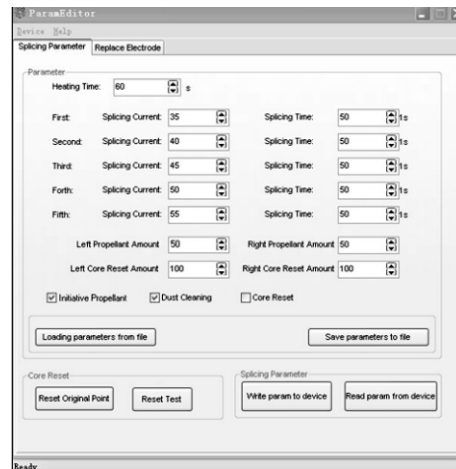 ParamEditor
Device Help
Splicing Parameter Replace Electrode
Parameter
Heating Time: 60 s
First: Splicing Current: 35 Splicing Time: 50 1s
Second: Splicing Current: 40 Splicing Time: 50 1s
Third: Splicing Current: 45 Splicing Time: 50 1s
Forth: Splicing Current: 50 Splicing Time: 50 1s
Fifth: Splicing Current: 55 Splicing Time: 50 1s
Left Propellant Amount 50 Right Propellant Amount 50
Left Core Reset Amount 100 Right Core Reset Amount 100
Initiative Propellant Dust Cleaning Core Reset
Loading parameters from file Save parameters to file
Core Reset Splicing Parameter
Reset Original Point Reset Test Write param to device Read param from device
Ready